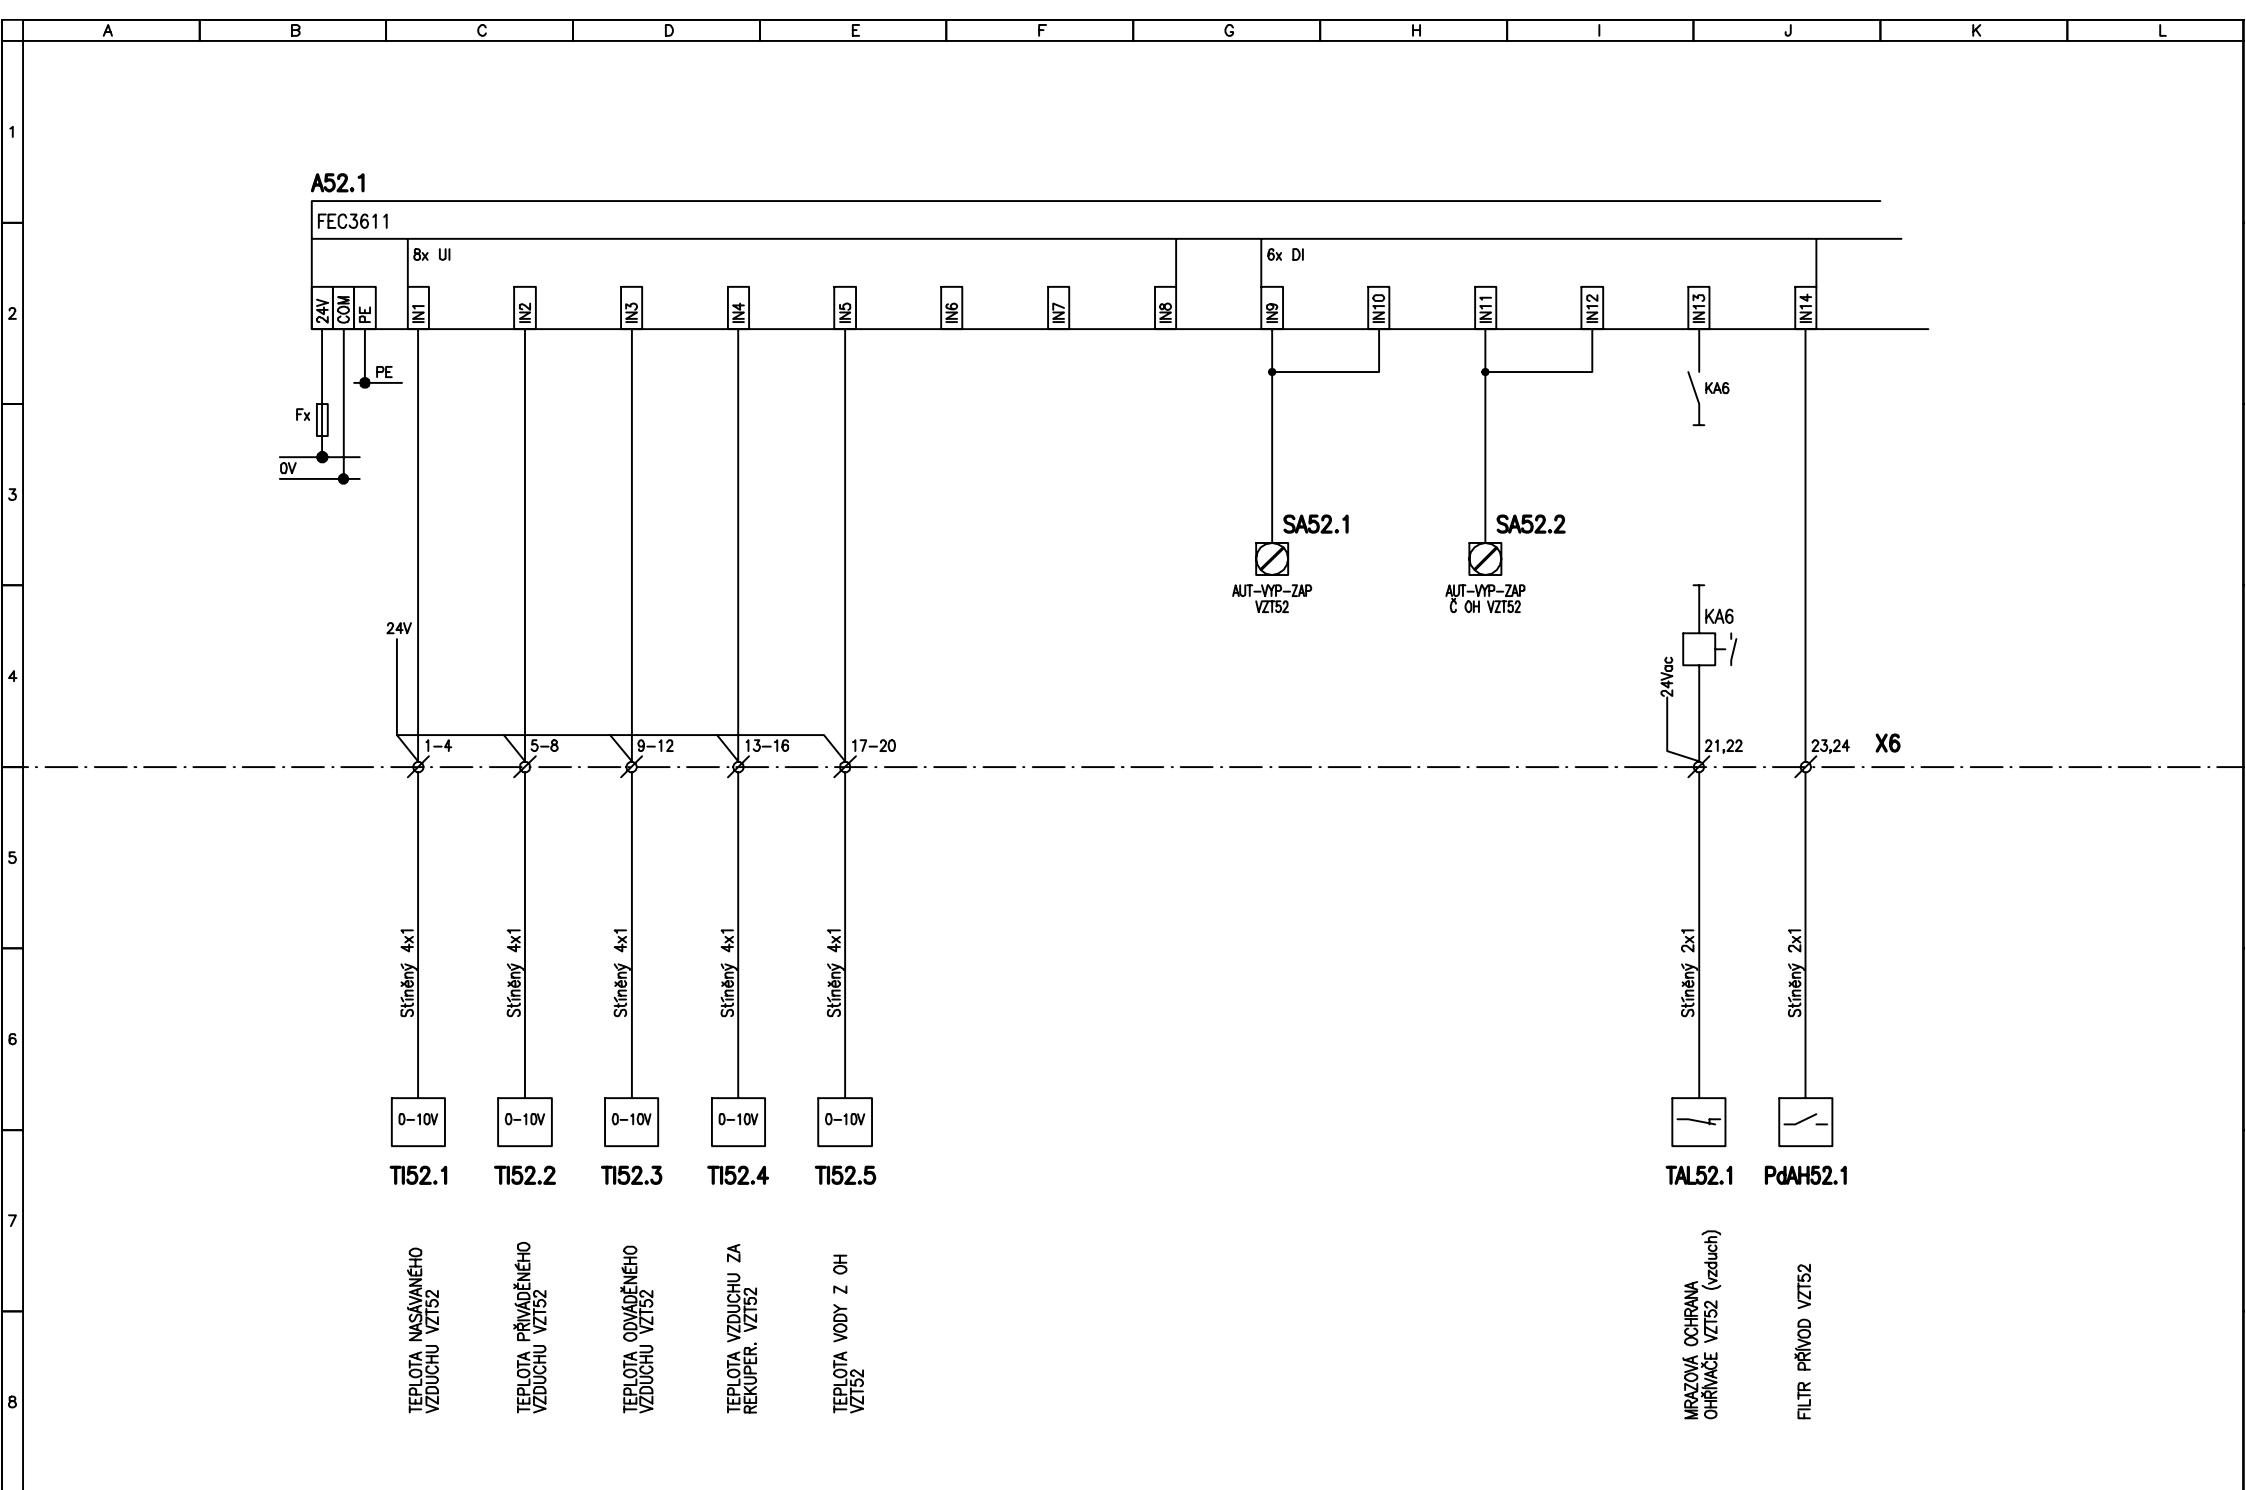 A B C D E F G H I J K L
1
A52.1
FEC3611
8x UI
6x DI
2
24V COM PE IN1 IN2 IN3 IN4 IN5 IN6 IN7 IN8 IN9 IN10 IN11 IN12 IN13 IN14
PE
KA6
Fx
0V
3
SA52.1 SA52.2
AUT-VYP-ZAP
VZT52
AUT-VYP-ZAP
Č OH VZT52
KA6
24V
4
24Vac
1-4 5-8 9-12 13-16 17-20 21,22 23,24 X6
5
Stíněný 4x1
Stíněný 4x1
Stíněný 4x1
Stíněný 4x1
Stíněný 4x1
Stíněný 2x1
Stíněný 2x1
6
0-10V 0-10V 0-10V 0-10V 0-10V
TI52.1 TI52.2 TI52.3 TI52.4 TI52.5 TAL52.1 PdAH52.1
7
TEPLOTA NASÁVANÉHO
VZDUCHU VZT52
TEPLOTA PŘIVÁDĚNÉHO
VZDUCHU VZT52
TEPLOTA ODVÁDĚNÉHO
VZDUCHU VZT52
TEPLOTA VZDUCHU ZA
REKUPER. VZT52
TEPLOTA VODY Z OH
VZT52
MRAZOVÁ OCHRANA
OHŘÍVAČE VZT52 (vzduch)
FILTR PŘÍVOD VZT52
8